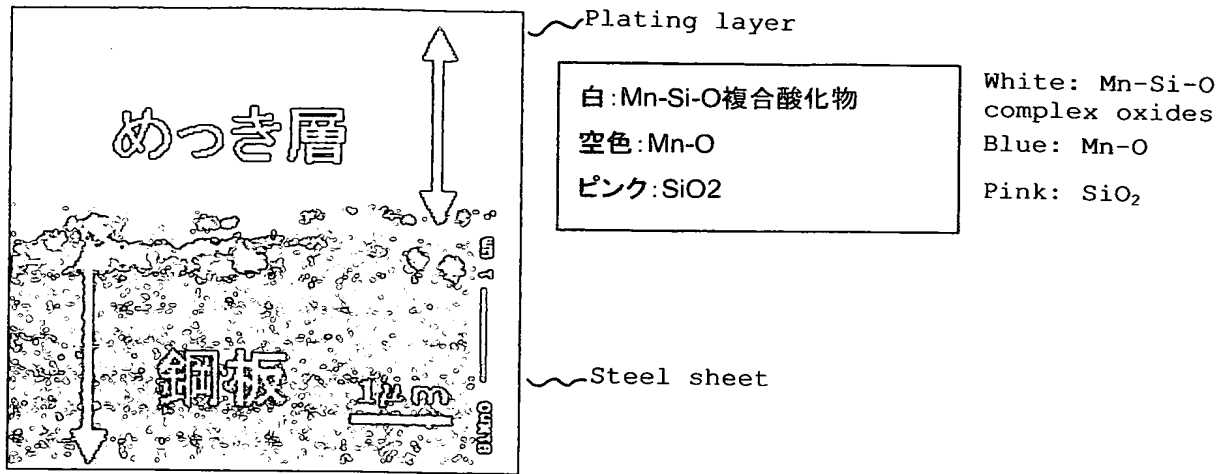 Plating layer
めっき層
白:Mn-Si-O複合酸化物
空色:Mn-O
ピンク:SiO2
White: Mn-Si-O
complex oxides
Blue: Mn-O
Pink: SiO₂
鋼板
1μm
Steel sheet